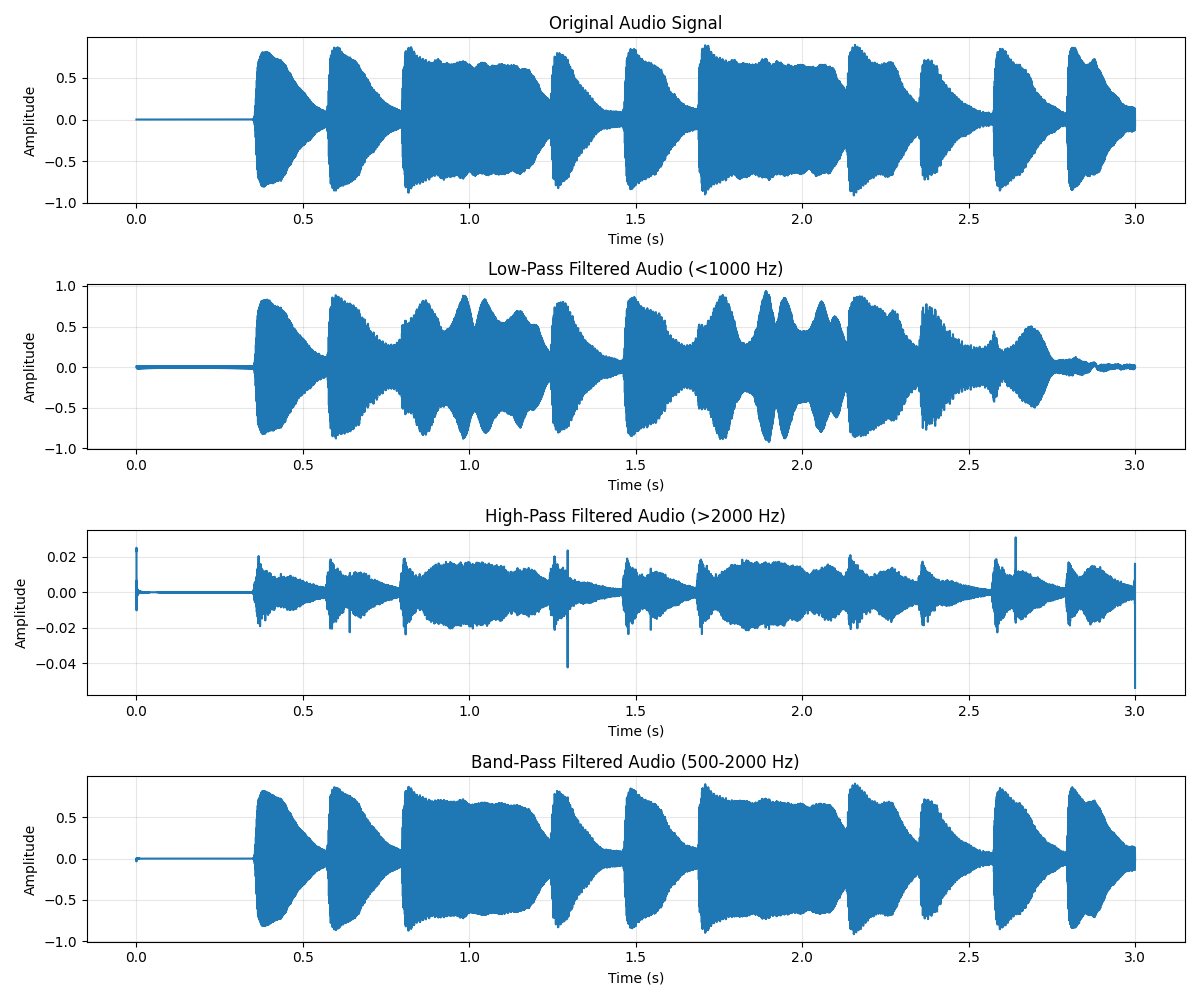 Original Audio Signal
Amplitude
0.5
0.0
−0.5
−1.0
0.0 0.5 1.0 1.5 2.0 2.5 3.0
Time (s)
Low-Pass Filtered Audio (<1000 Hz)
Amplitude
1.0
0.5
0.0
−0.5
−1.0
0.0 0.5 1.0 1.5 2.0 2.5 3.0
Time (s)
High-Pass Filtered Audio (>2000 Hz)
Amplitude
0.02
0.00
−0.02
−0.04
0.0 0.5 1.0 1.5 2.0 2.5 3.0
Time (s)
Band-Pass Filtered Audio (500-2000 Hz)
Amplitude
0.5
0.0
−0.5
−1.0
0.0 0.5 1.0 1.5 2.0 2.5 3.0
Time (s)